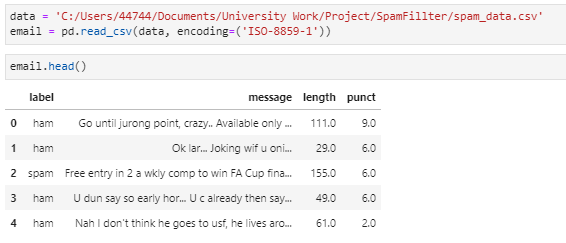 data = 'C:/Users/44744/Documents/University Work/Project/SpamFillter/spam_data.csv'
email = pd.read_csv(data, encoding=('ISO-8859-1'))
email.head()
label message length punct
0 ham Go until jurong point, crazy.. Available only ... 111.0 9.0
1 ham Ok lar... Joking wif u oni... 29.0 6.0
2 spam Free entry in 2 a wkly comp to win FA Cup fina... 155.0 6.0
3 ham U dun say so early hor... U c already then say... 49.0 6.0
4 ham Nah I don't think he goes to usf, he lives aro... 61.0 2.0